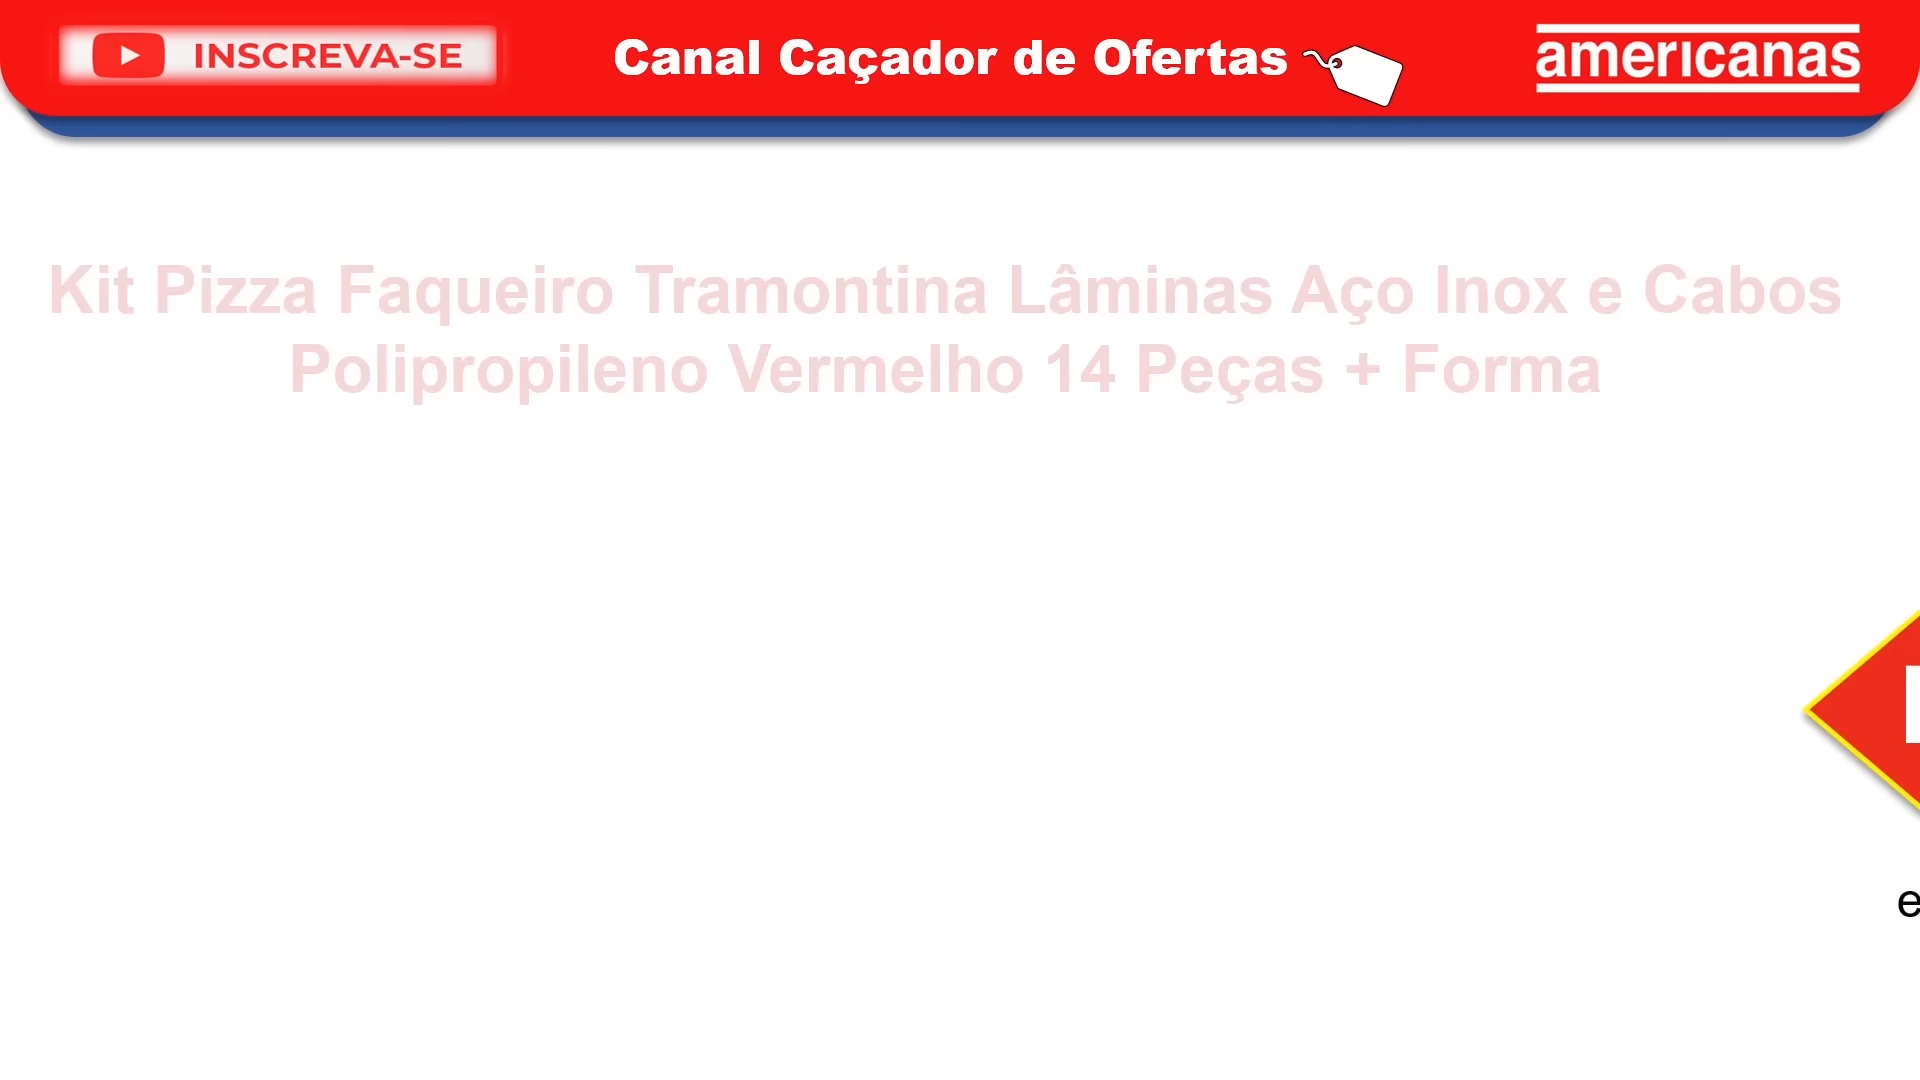 INSCREVA-SE
Canal Caçador de Ofertas
americanas
Kit Pizza Faqueiro Tramontina Lâminas Aço Inox e Cabos
Polipropileno Vermelho 14 Peças + Forma